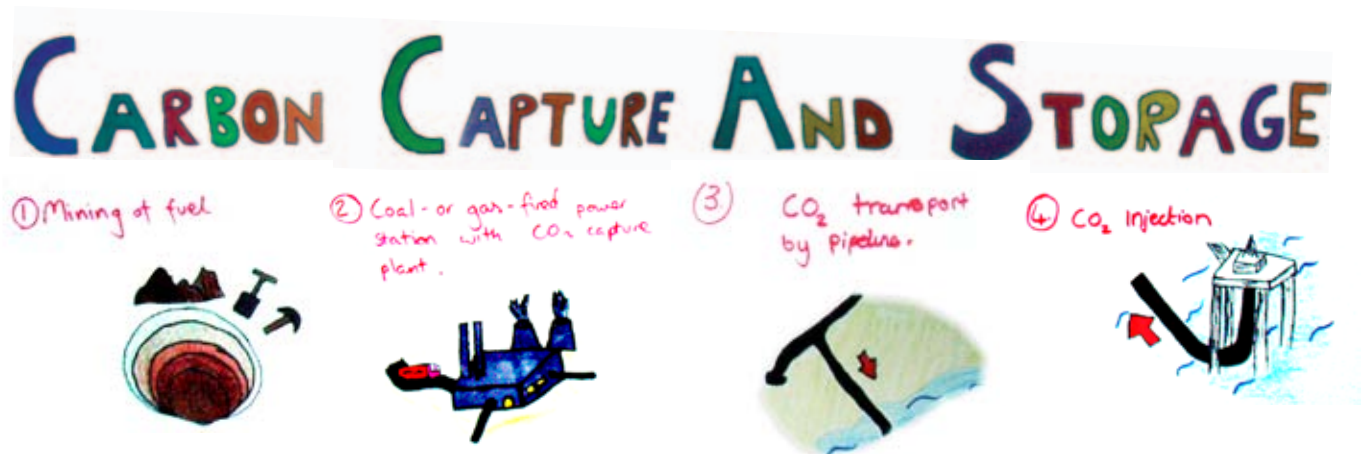 CARBON CAPTURE AND STORAGE
① Mining of fuel
② Coal- or gas-fired power
station with CO₂ capture
plant.
③ CO₂ transport
by pipeline.
④ CO₂ Injection